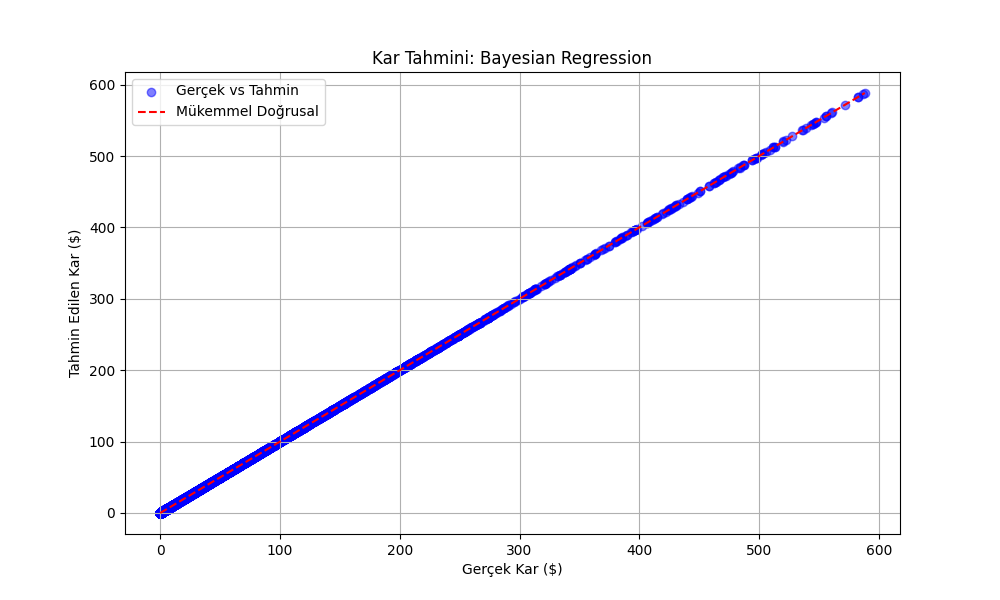 Kar Tahmini: Bayesian Regression
Gerçek vs Tahmin
Mükemmel Doğrusal
Tahmin Edilen Kar ($)
600
500
400
300
200
100
0
0 100 200 300 400 500 600
Gerçek Kar ($)